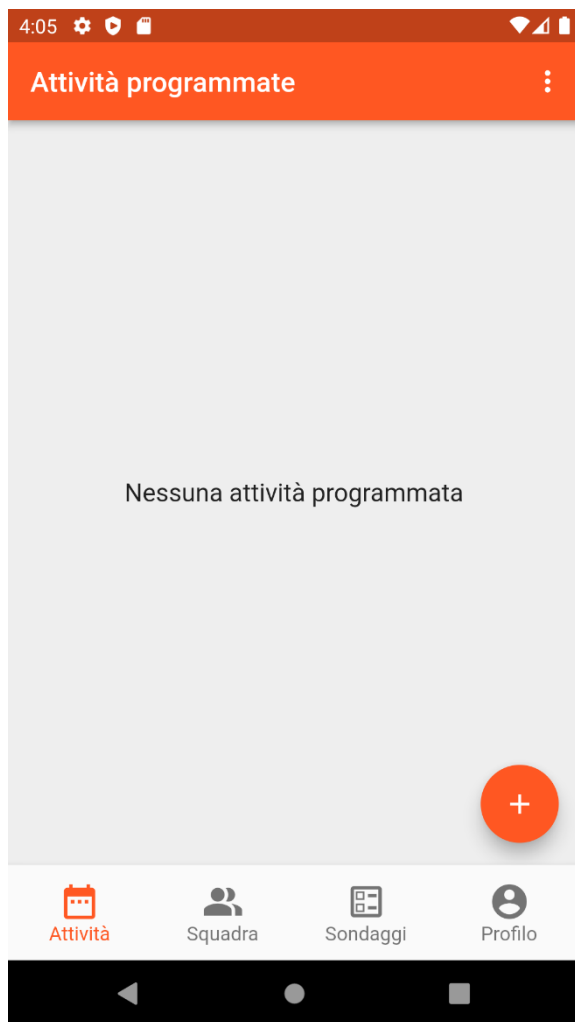 4:05
Attività programmate
Nessuna attività programmata
+
Attività
Squadra
Sondaggi
Profilo